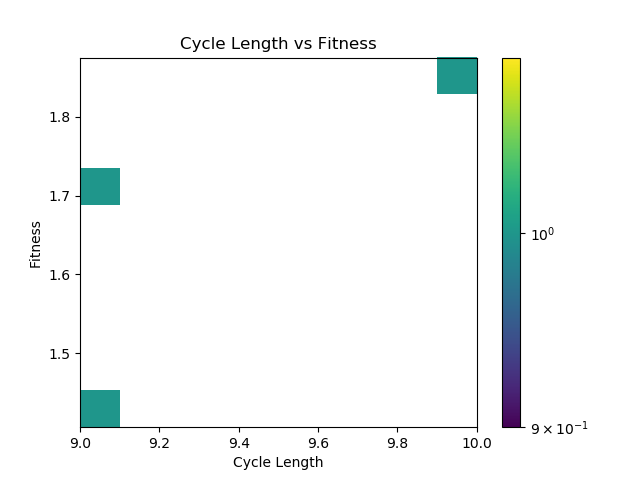 Cycle Length vs Fitness
1.8
1.7
1.6
1.5
Fitness
9.0 9.2 9.4 9.6 9.8 10.0
Cycle Length
10⁰
9 × 10⁻¹